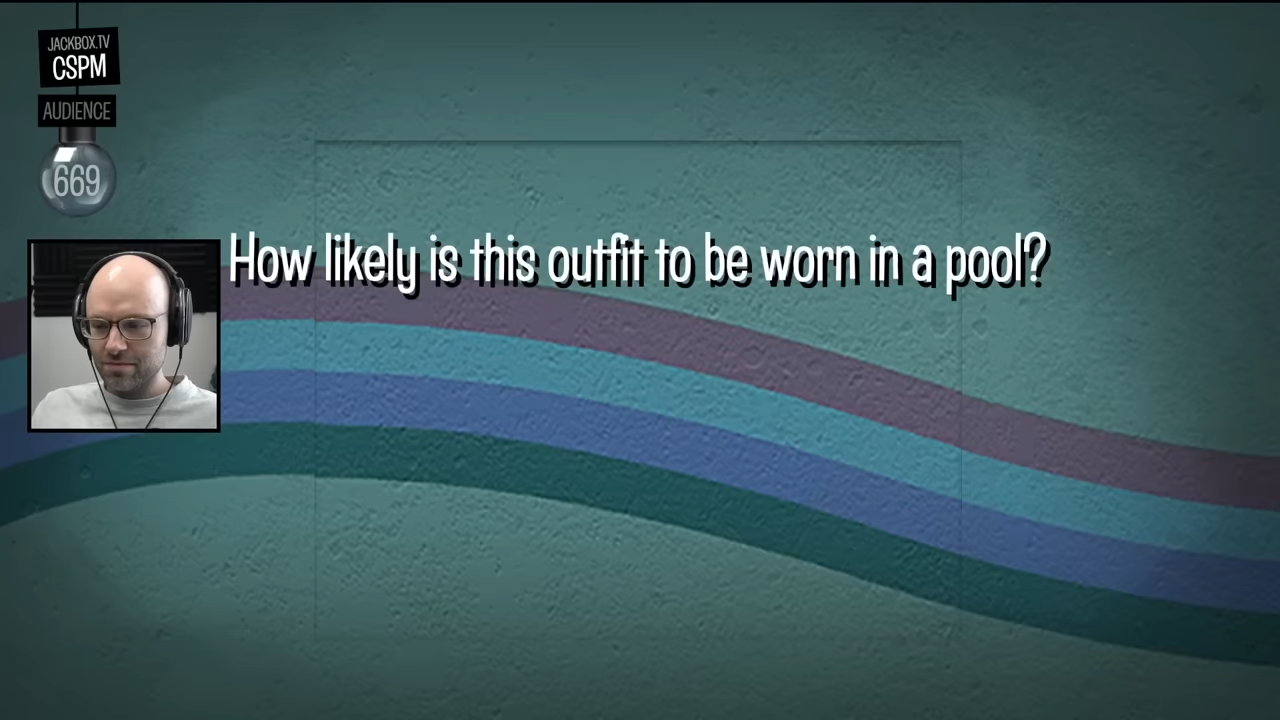 JACKBOX.TV
CSPM
AUDIENCE
669
How likely is this outfit to be worn in a pool?